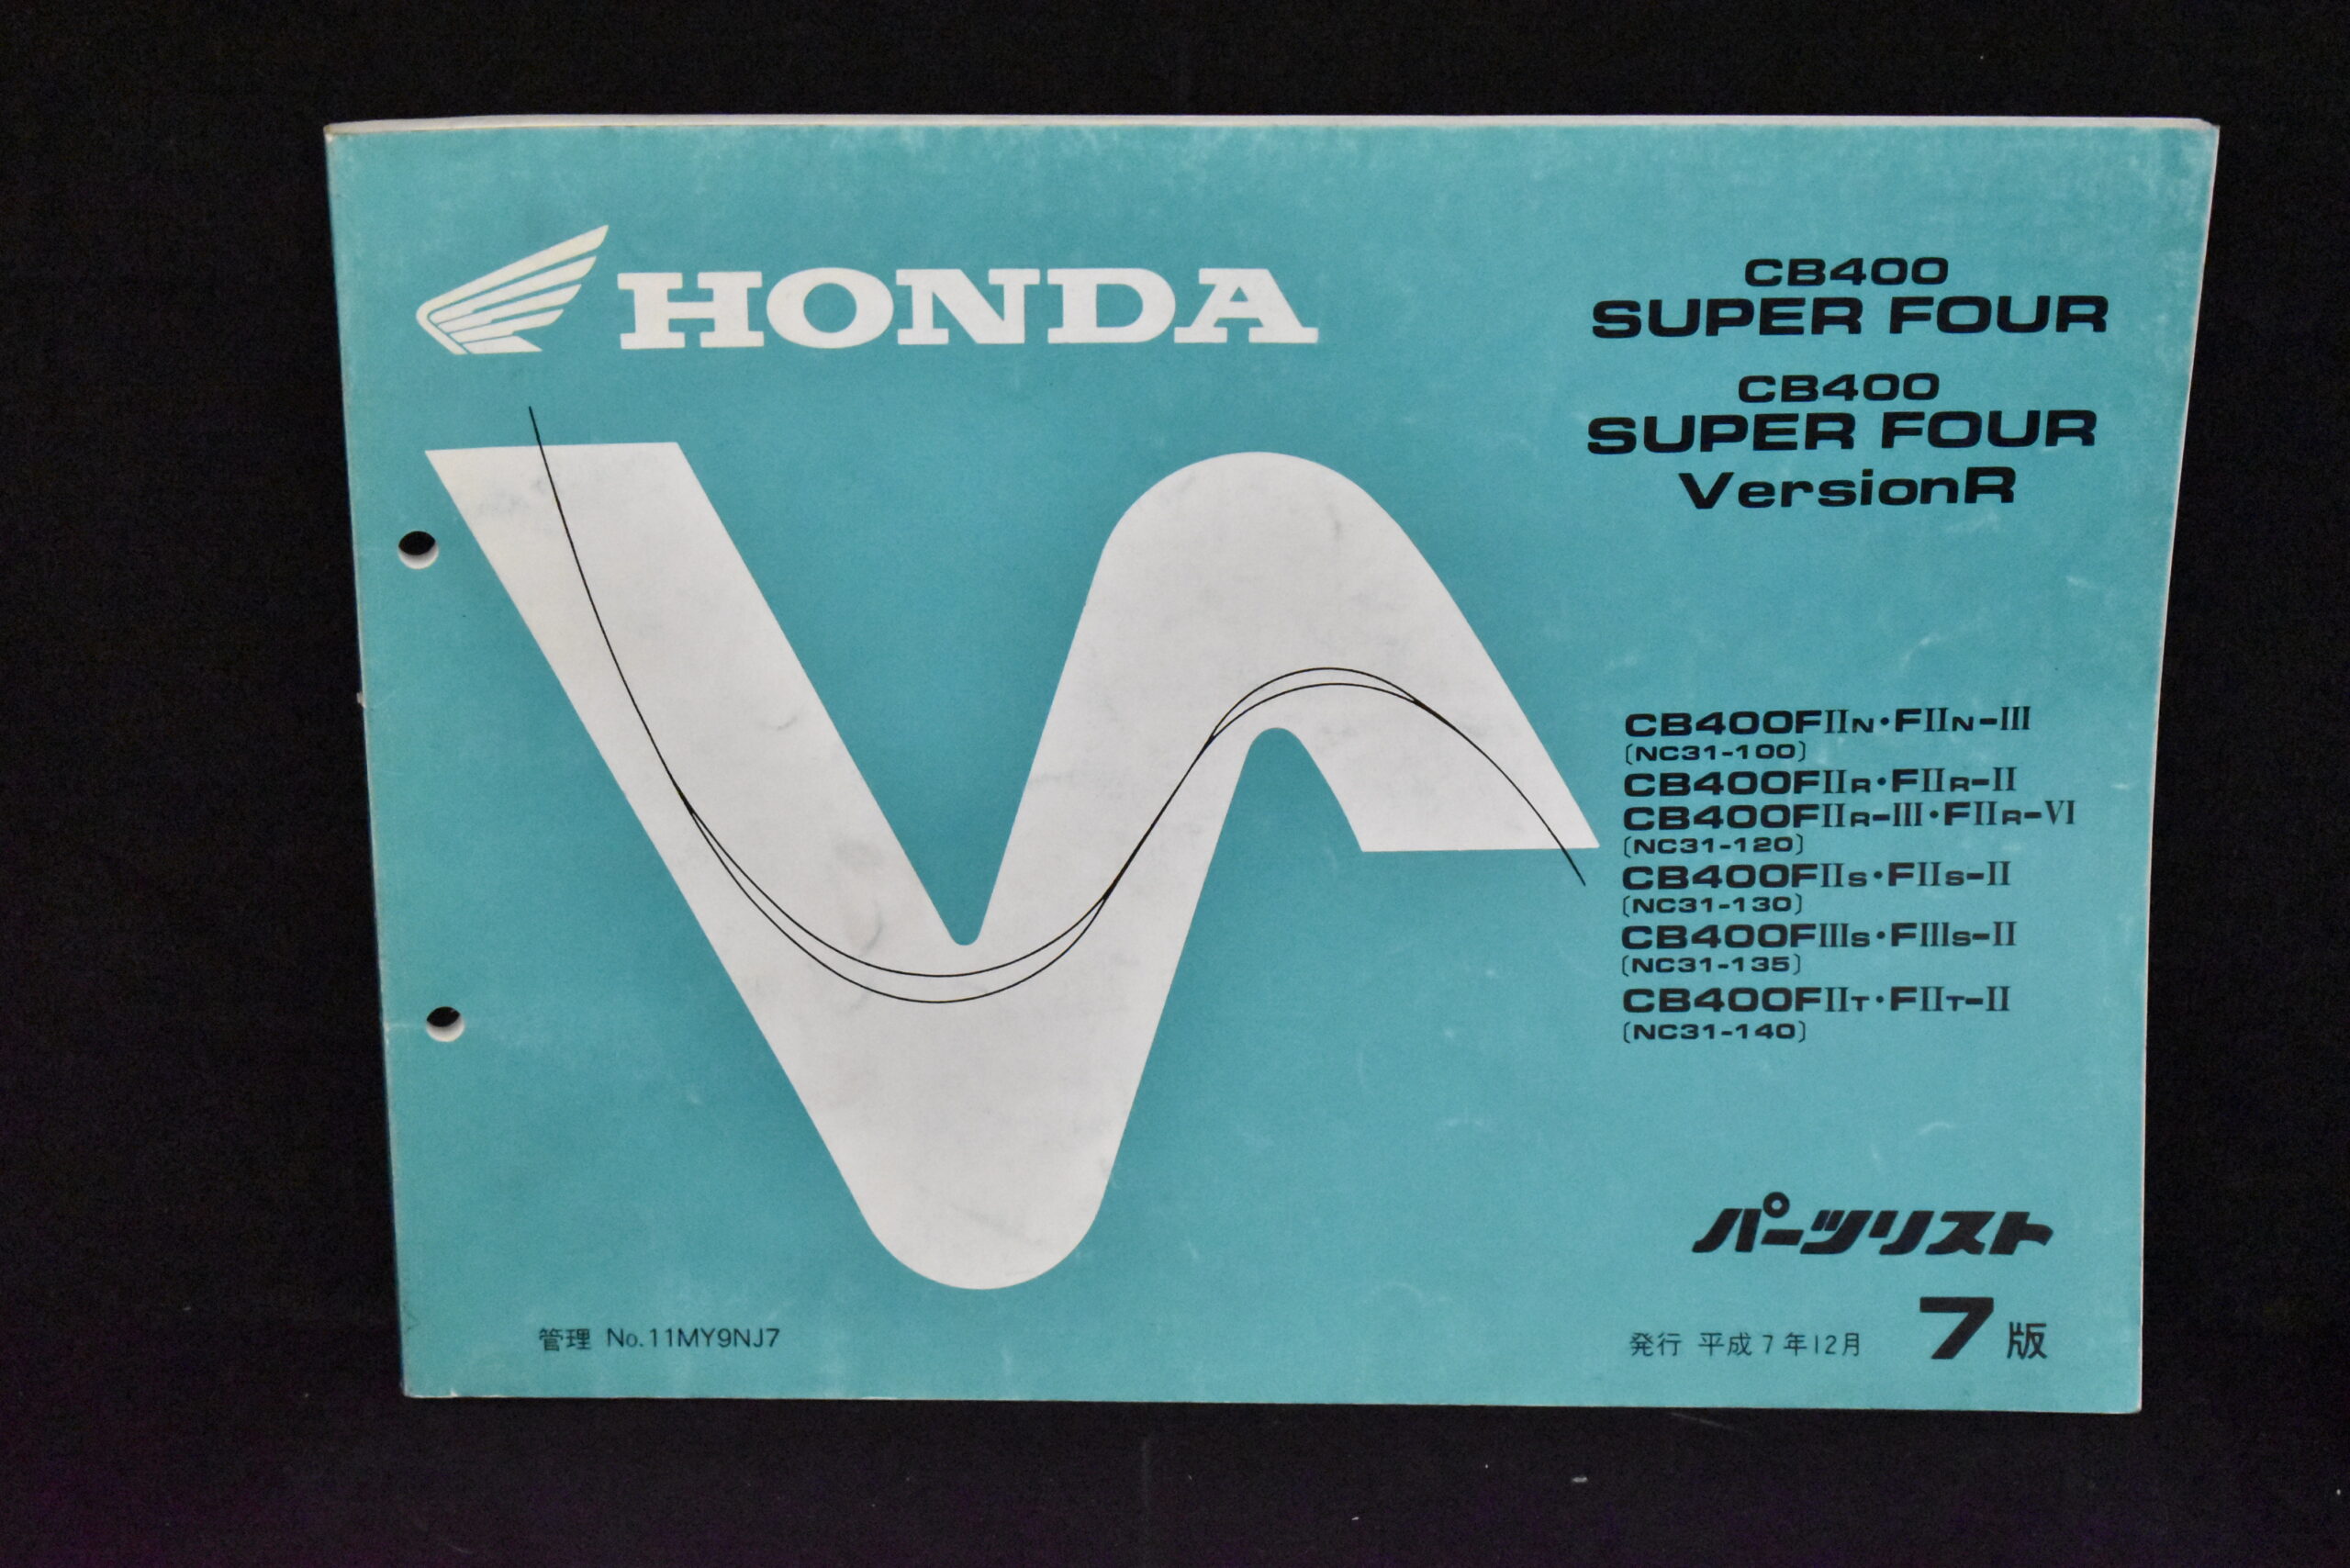 HONDA
CB400
SUPER FOUR
CB400
SUPER FOUR
VersionR
CB400FIIN・FIIN-III
(NC31-100)
CB400FIIR・FIIR-II
CB400FIIR-III・FIIR-VI
(NC31-120)
CB400FIIS・FIIS-II
(NC31-130)
CB400FIIIS・FIIIS-II
(NC31-135)
CB400FIIT・FIIT-II
(NC31-140)
パーツリスト
管理 No.11MY9NJ7
発行 平成7年12月 7版